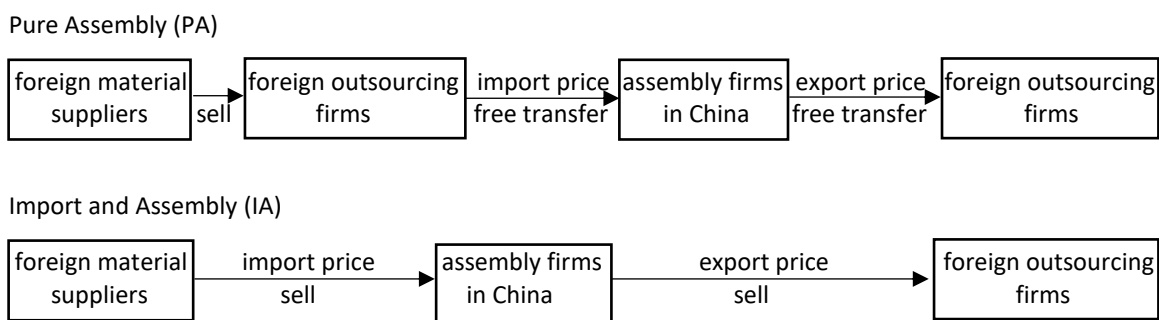 Pure Assembly (PA)
foreign material
suppliers
sell
foreign outsourcing
firms
import price
free transfer
assembly firms
in China
export price
free transfer
foreign outsourcing
firms
Import and Assembly (IA)
foreign material
suppliers
import price
sell
assembly firms
in China
export price
sell
foreign outsourcing
firms